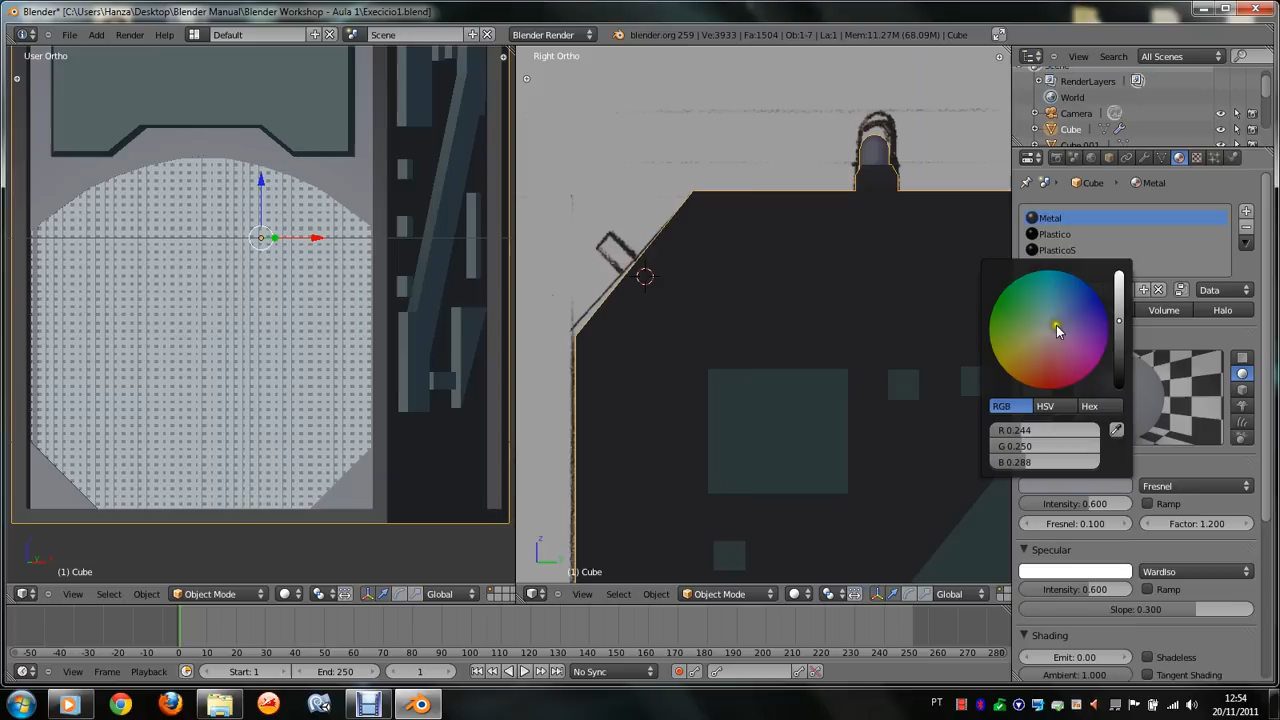 Blender* [C:\Users\Hanza\Desktop\Blender Manual\Blender Workshop - Aula 1\Execicio1.blend]
File Add Render Help Default Scene Blender Render blender.org 259 | Ve:3933 | Fa:1504 | Ob:1-7 | La:1 | Mem:11.27M (68.09M) | Cube
View Search All Scenes
User Ortho
Right Ortho
RenderLayers
World
Camera
Cube
Cube.001
Cube Metal
Metal
Plastico
PlasticoS
Data
Volume Halo
RGB HSV Hex
R 0.244
G 0.250
B 0.288
Fresnel
Intensity: 0.600 Ramp
Fresnel: 0.100 Factor: 1.200
Specular
WardIso
Intensity: 0.600 Ramp
Slope: 0.300
Shading
Emit: 0.00 Shadeless
Ambient: 1.000 Tangent Shading
(1) Cube
(1) Cube
View Select Object Object Mode Global
View Select Object Object Mode Global
-50 -40 -30 -20 -10 0 10 20 30 40 50 60 70 80 90 100 110 120 130 140 150 160 170 180 190 200 210 220 230 240 250 260 270 280
View Frame Playback Start: 1 End: 250 1 No Sync
PT
12:54
20/11/2011